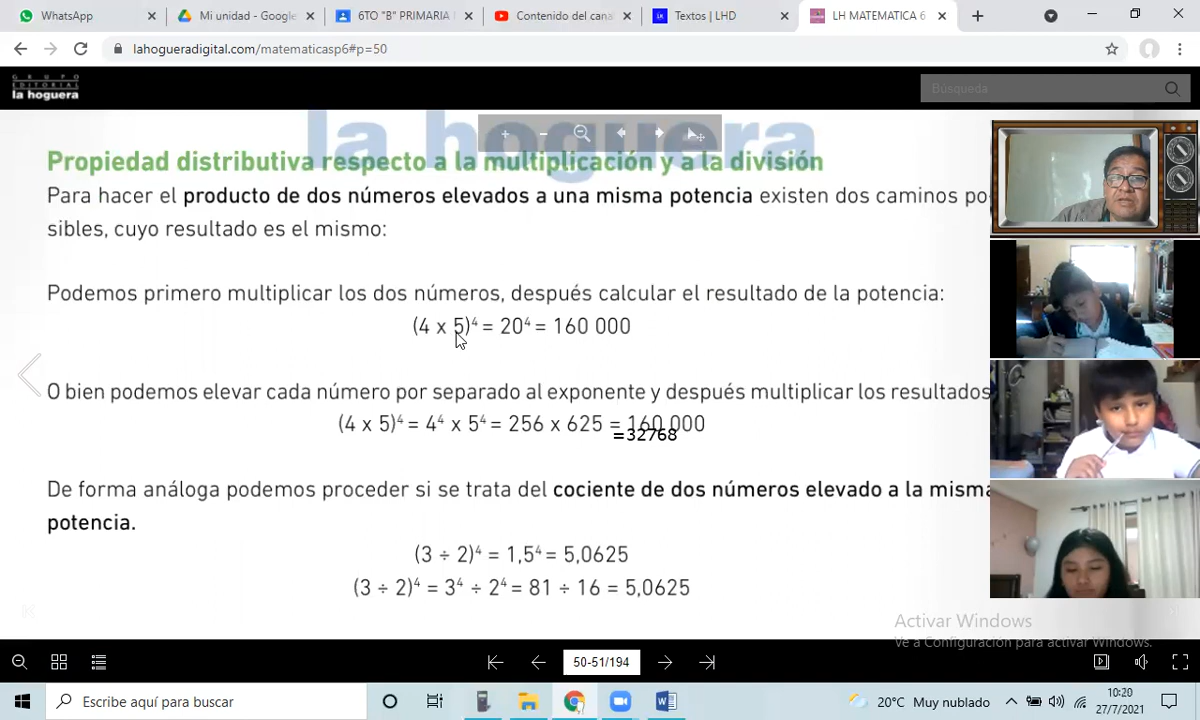 WhatsApp
Mi unidad - Google
6TO "B" PRIMARIA
Contenido del cana
Textos | LHD
LH MATEMATICA 6
lahogueradigital.com/matematicasp6#p=50
GRUPO
EDITORIAL
la hoguera
Búsqueda
la hoguera
Propiedad distributiva respecto a la multiplicación y a la división
Para hacer el producto de dos números elevados a una misma potencia existen dos caminos po-
sibles, cuyo resultado es el mismo:
Podemos primero multiplicar los dos números, después calcular el resultado de la potencia:
(4 x 5)⁴ = 20⁴ = 160 000
O bien podemos elevar cada número por separado al exponente y después multiplicar los resultados
(4 x 5)⁴ = 4⁴ x 5⁴ = 256 x 625 = 160 000
=32768
De forma análoga podemos proceder si se trata del cociente de dos números elevado a la misma
potencia.
(3 ÷ 2)⁴ = 1,5⁴ = 5,0625
(3 ÷ 2)⁴ = 3⁴ ÷ 2⁴ = 81 ÷ 16 = 5,0625
Activar Windows
Ve a Configuración para activar Windows.
50-51/194
Escribe aquí para buscar
20°C Muy nublado
10:20
27/7/2021